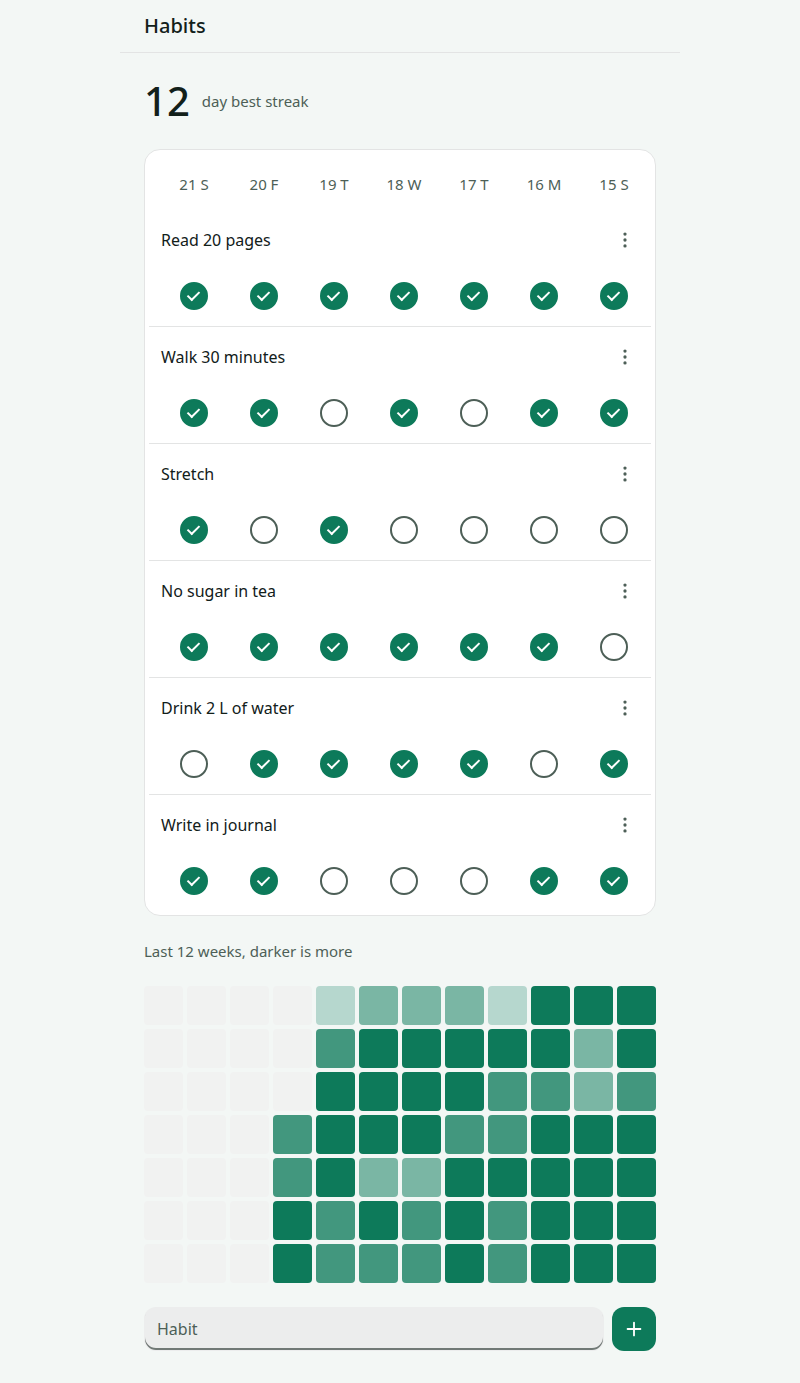 Habits
12 day best streak
21 S 20 F 19 T 18 W 17 T 16 M 15 S
Read 20 pages
Walk 30 minutes
Stretch
No sugar in tea
Drink 2 L of water
Write in journal
Last 12 weeks, darker is more
Habit